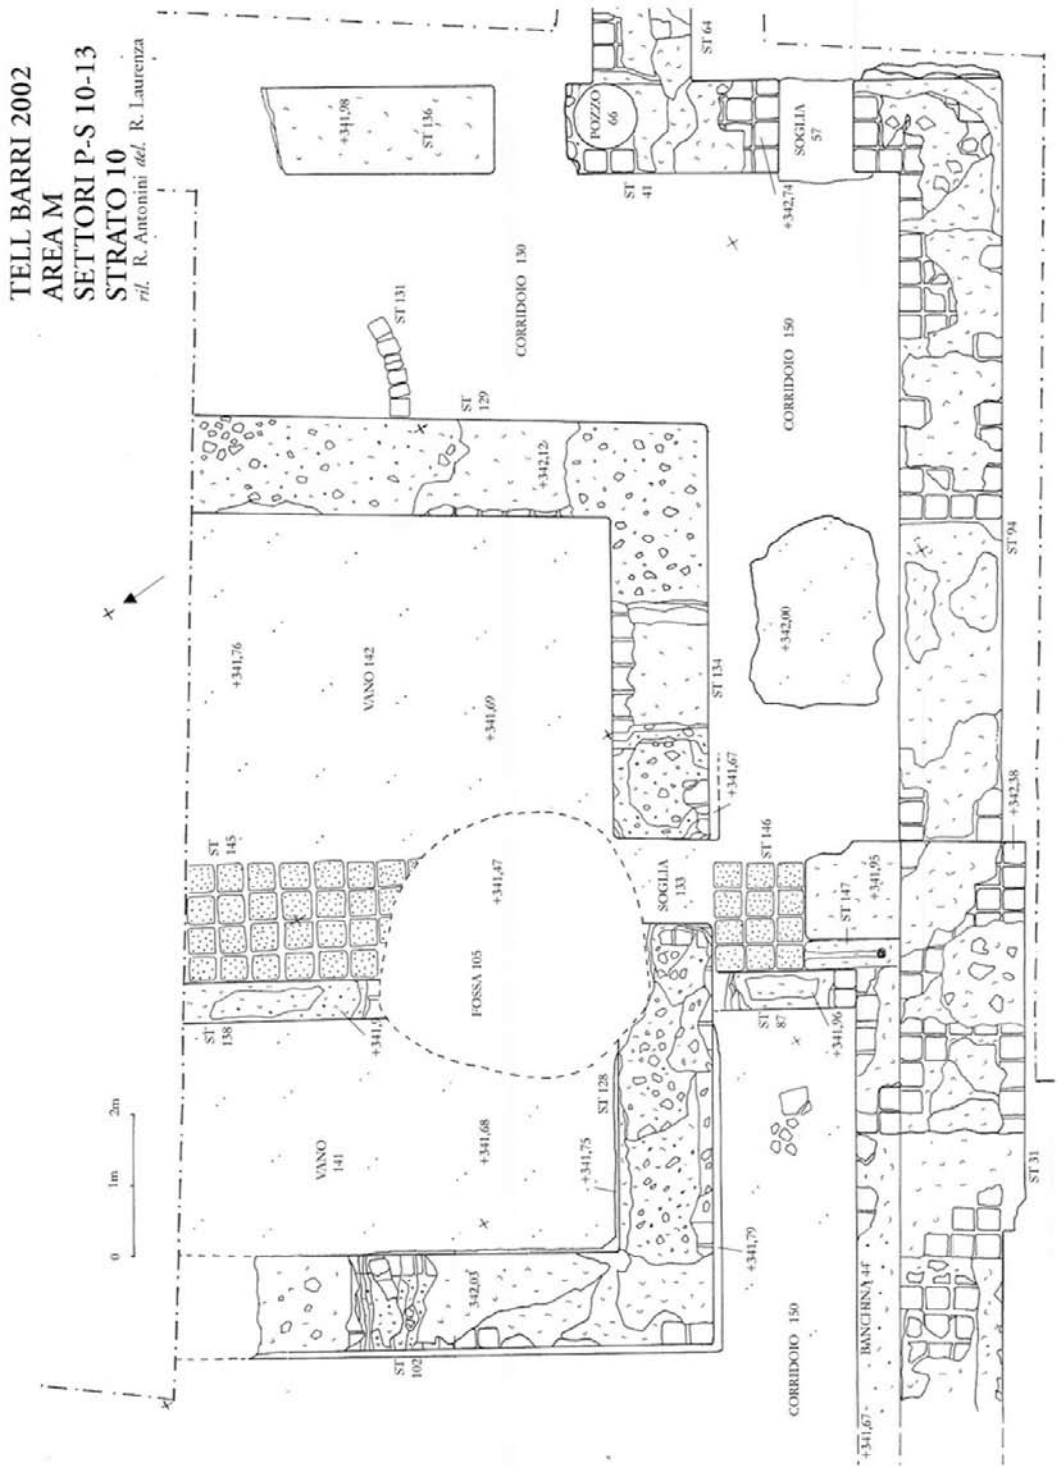 TELL BARRI 2002
AREA M
SETTORI P-S 10-13
STRATO 10
ril. R. Antonini del. R. Laurenza
0 1m 2m
ST 102
342,03
VANO 141
+341,68
+341,75
ST 128
ST 138
+341,
ST 145
FOSSA 105
+341,47
VANO 142
+341,76
+341,69
SOGLIA 133
+341,67
ST 134
ST 129
+342,12
ST 131
CORRIDOIO 130
+341,98
ST 136
POZZO 66
ST 64
ST 41
+342,74
SOGLIA 57
CORRIDOIO 150
+342,00
ST 94
ST 146
ST 147
+341,95
+342,38
ST 87
+341,96
+341,79
CORRIDOIO 150
BANCHINA 44
+341,67
ST 31